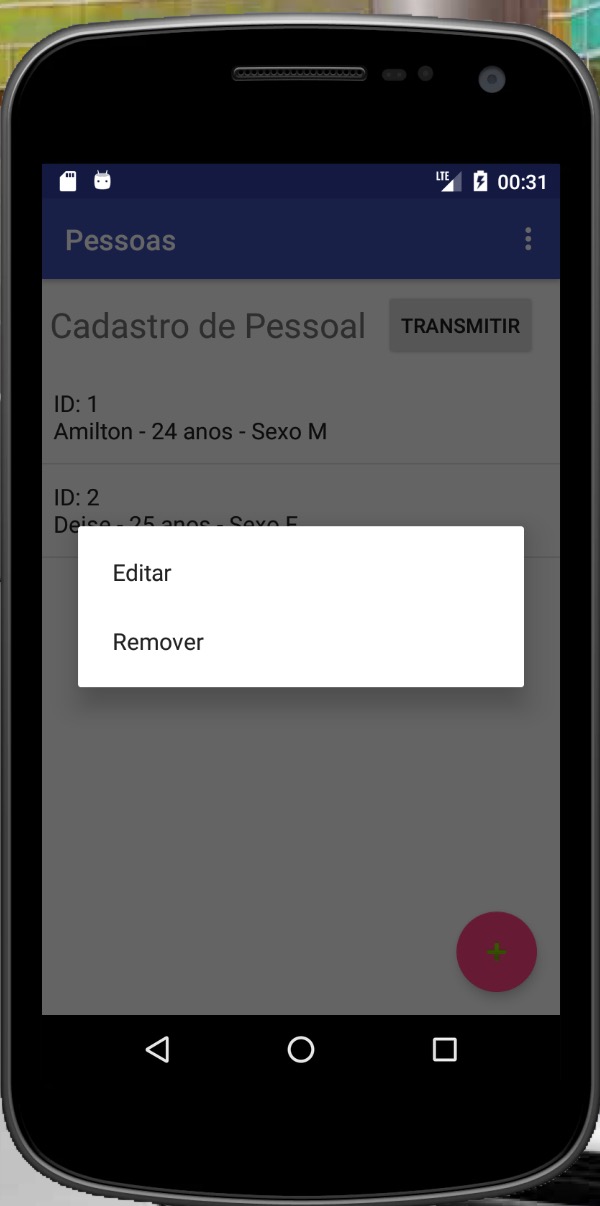 LTE 00:31
Pessoas
Cadastro de Pessoal TRANSMITIR
ID: 1
Amilton - 24 anos - Sexo M
ID: 2
Deise - 25 anos - Sexo F
Editar
Remover
+